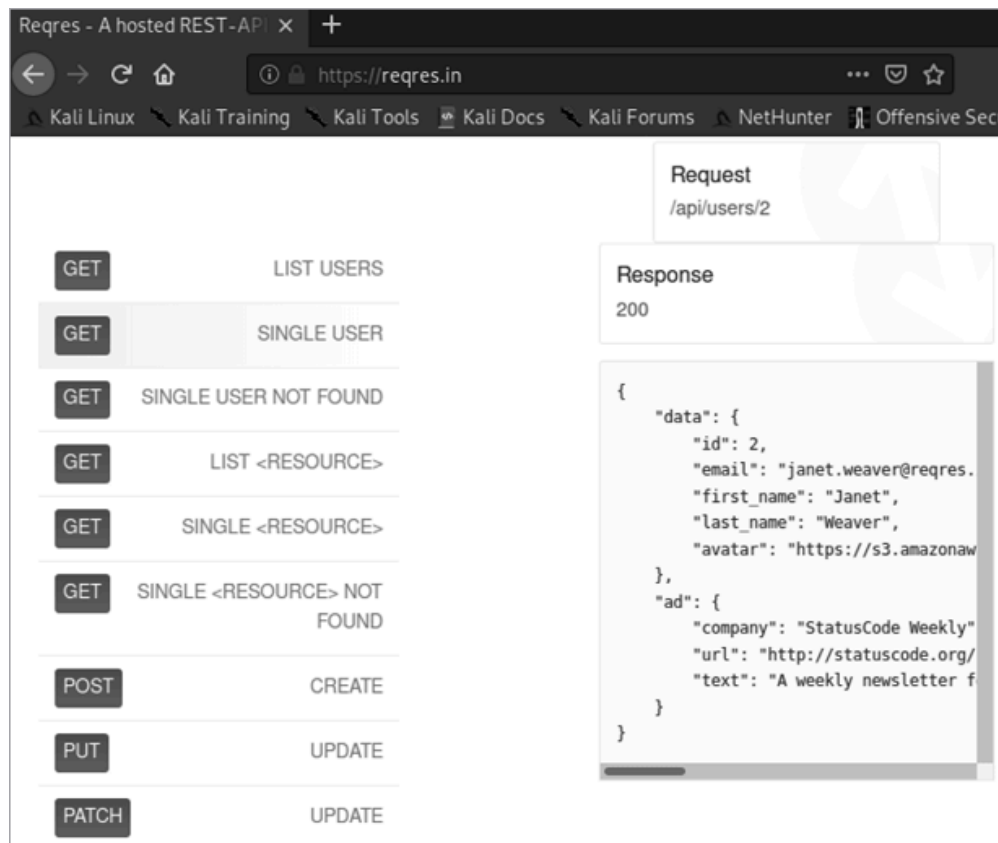 Reqres - A hosted REST-API
https://reqres.in
Kali Linux Kali Training Kali Tools Kali Docs Kali Forums NetHunter Offensive Sec
Request
/api/users/2
GET LIST USERS
GET SINGLE USER
GET SINGLE USER NOT FOUND
GET LIST <RESOURCE>
GET SINGLE <RESOURCE>
GET SINGLE <RESOURCE> NOT
FOUND
POST CREATE
PUT UPDATE
PATCH UPDATE
Response
200
{
    "data": {
        "id": 2,
        "email": "janet.weaver@reqres.
        "first_name": "Janet",
        "last_name": "Weaver",
        "avatar": "https://s3.amazonaw
    },
    "ad": {
        "company": "StatusCode Weekly"
        "url": "http://statuscode.org/
        "text": "A weekly newsletter f
    }
}